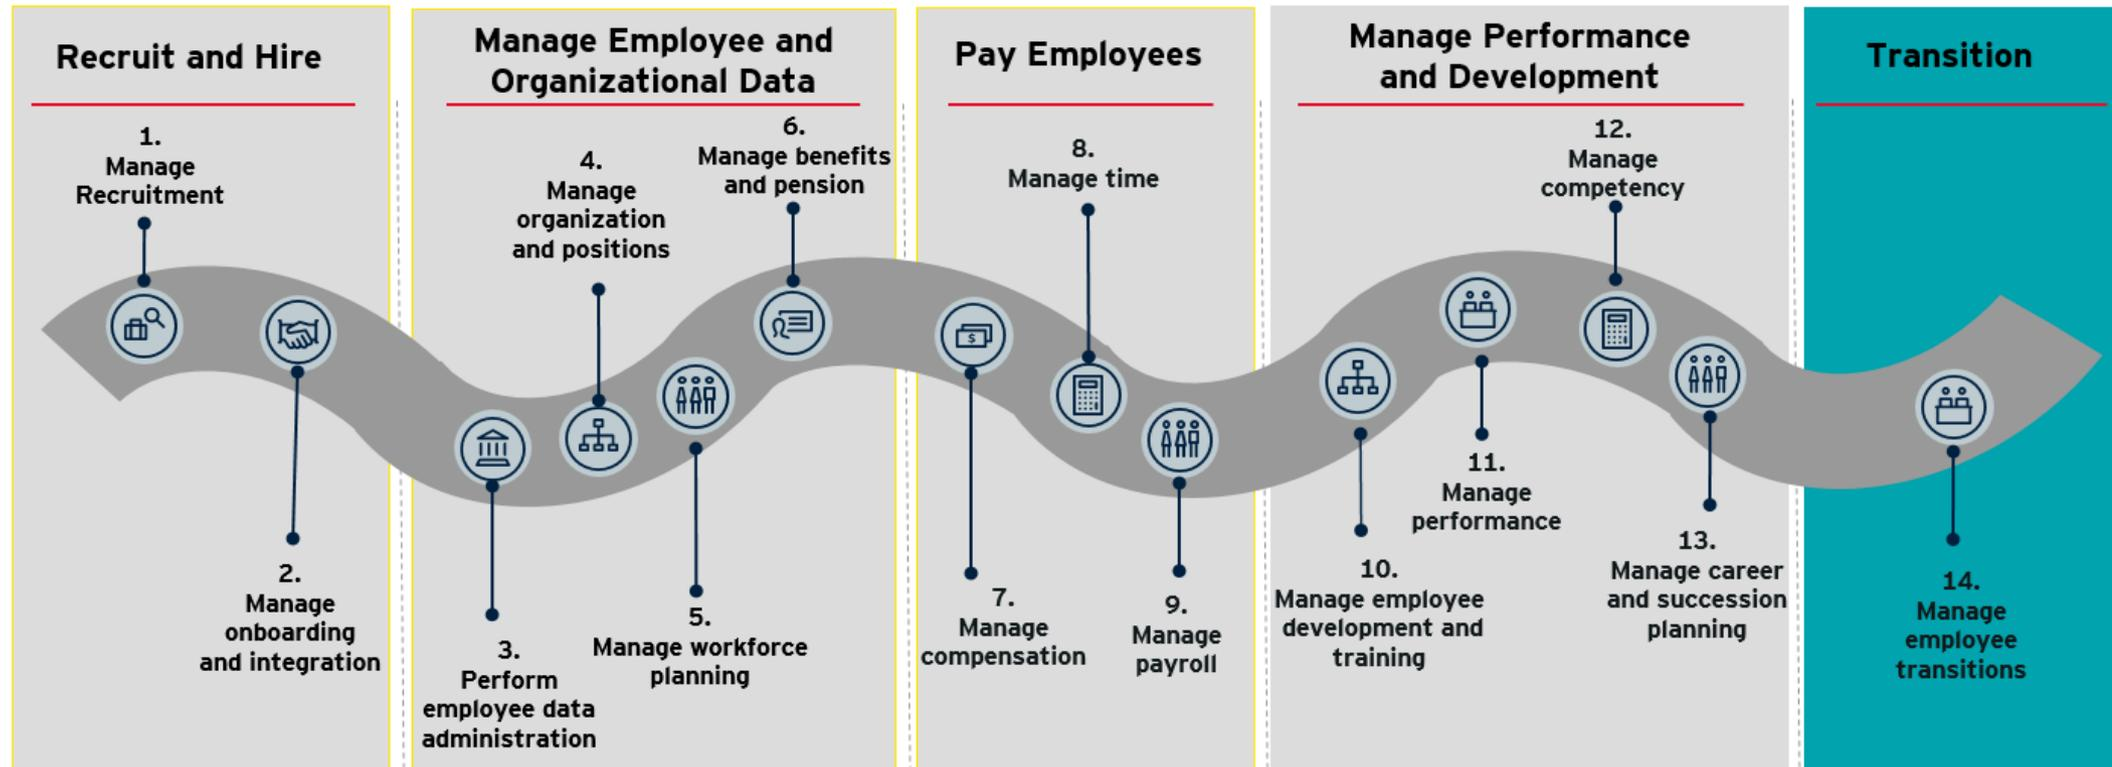 Recruit and Hire
Manage Employee and
Organizational Data
Pay Employees
Manage Performance
and Development
Transition
1.
Manage
Recruitment
2.
Manage
onboarding
and integration
3.
Perform
employee data
administration
4.
Manage
organization
and positions
5.
Manage workforce
planning
6.
Manage benefits
and pension
7.
Manage
compensation
8.
Manage time
9.
Manage
payroll
10.
Manage employee
development and
training
11.
Manage
performance
12.
Manage
competency
13.
Manage career
and succession
planning
14.
Manage
employee
transitions
$